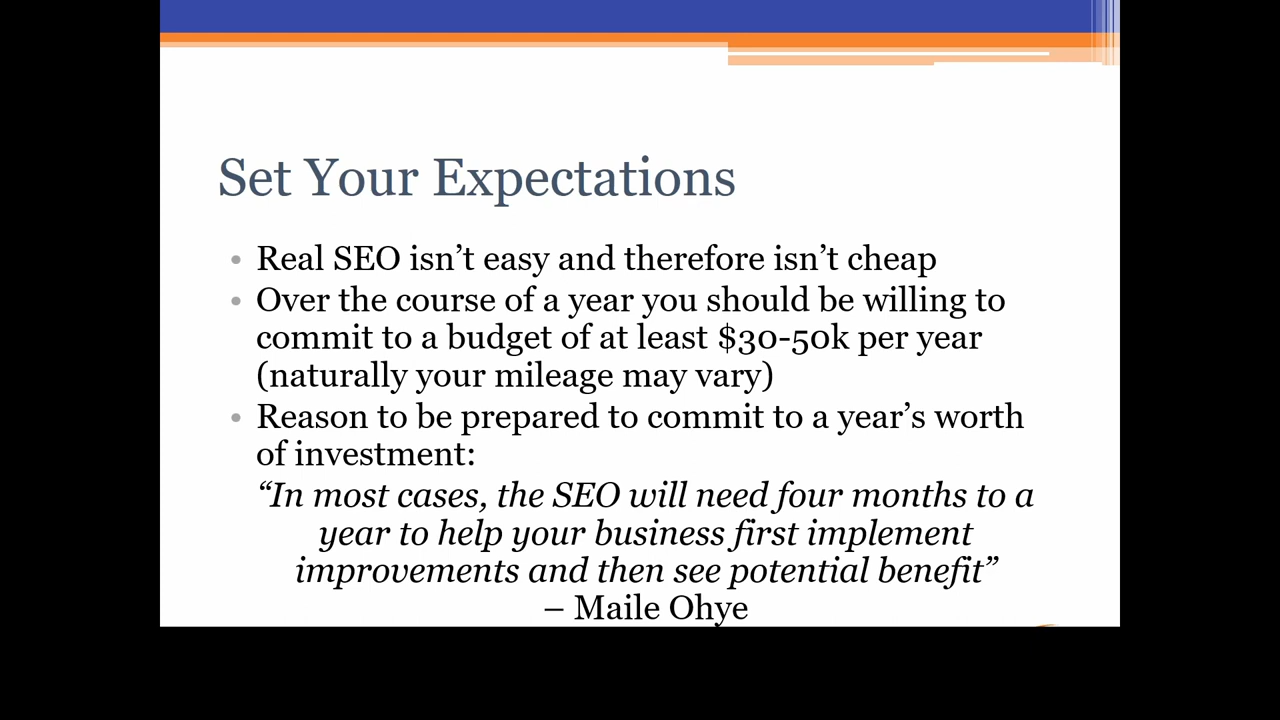 Set Your Expectations
• Real SEO isn’t easy and therefore isn’t cheap
• Over the course of a year you should be willing to
commit to a budget of at least $30-50k per year
(naturally your mileage may vary)
• Reason to be prepared to commit to a year’s worth
of investment:
“In most cases, the SEO will need four months to a
year to help your business first implement
improvements and then see potential benefit”
– Maile Ohye